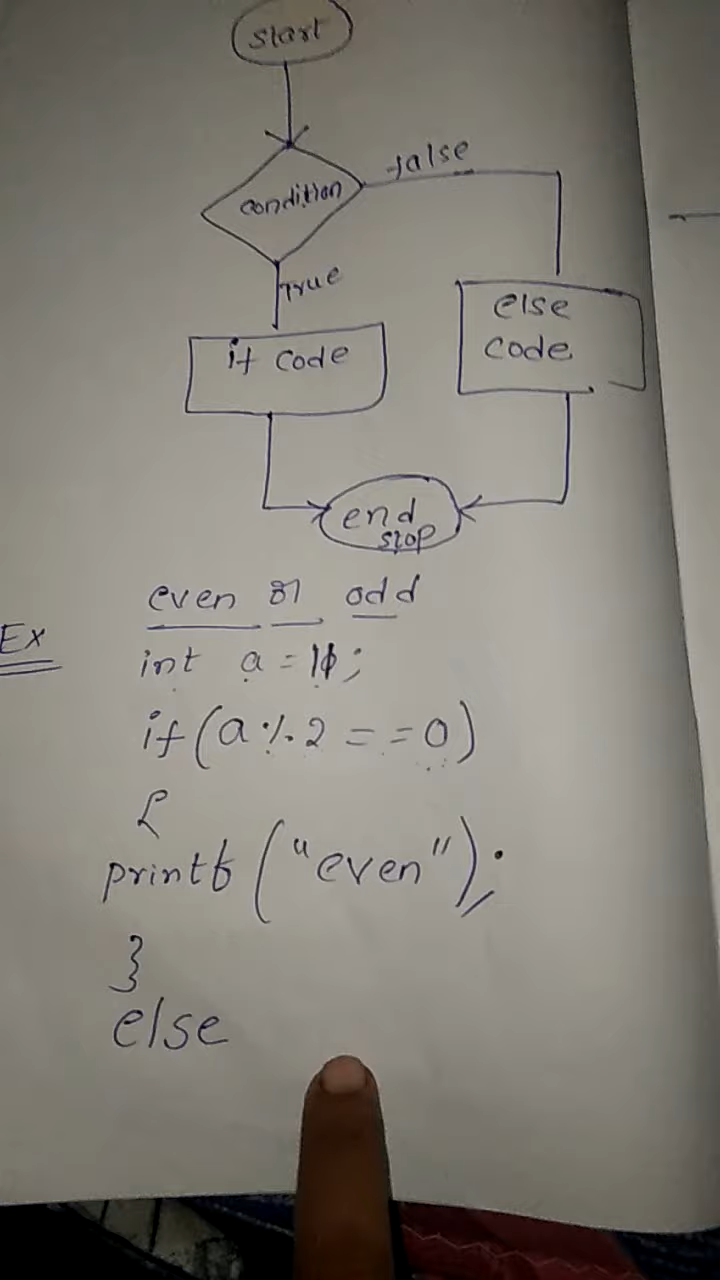 start
condition
false
True
if code
else
code
end
stop
even or odd
Ex
int a = 11;
if (a % 2 = = 0)
{
printf ("even");
}
else